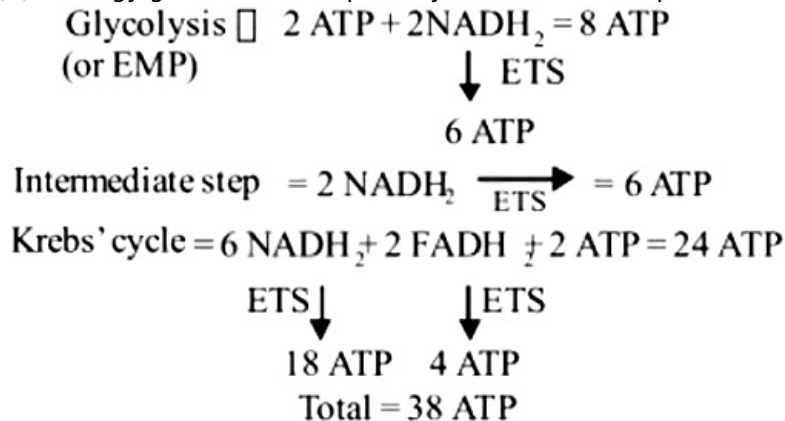 Glycolysis ▯ 2 ATP + 2NADH₂ = 8 ATP
(or EMP)
ETS
6 ATP
Intermediate step = 2 NADH₂ ETS = 6 ATP
Krebs' cycle = 6 NADH₂ + 2 FADH₂ + 2 ATP = 24 ATP
ETS ETS
18 ATP 4 ATP
Total = 38 ATP